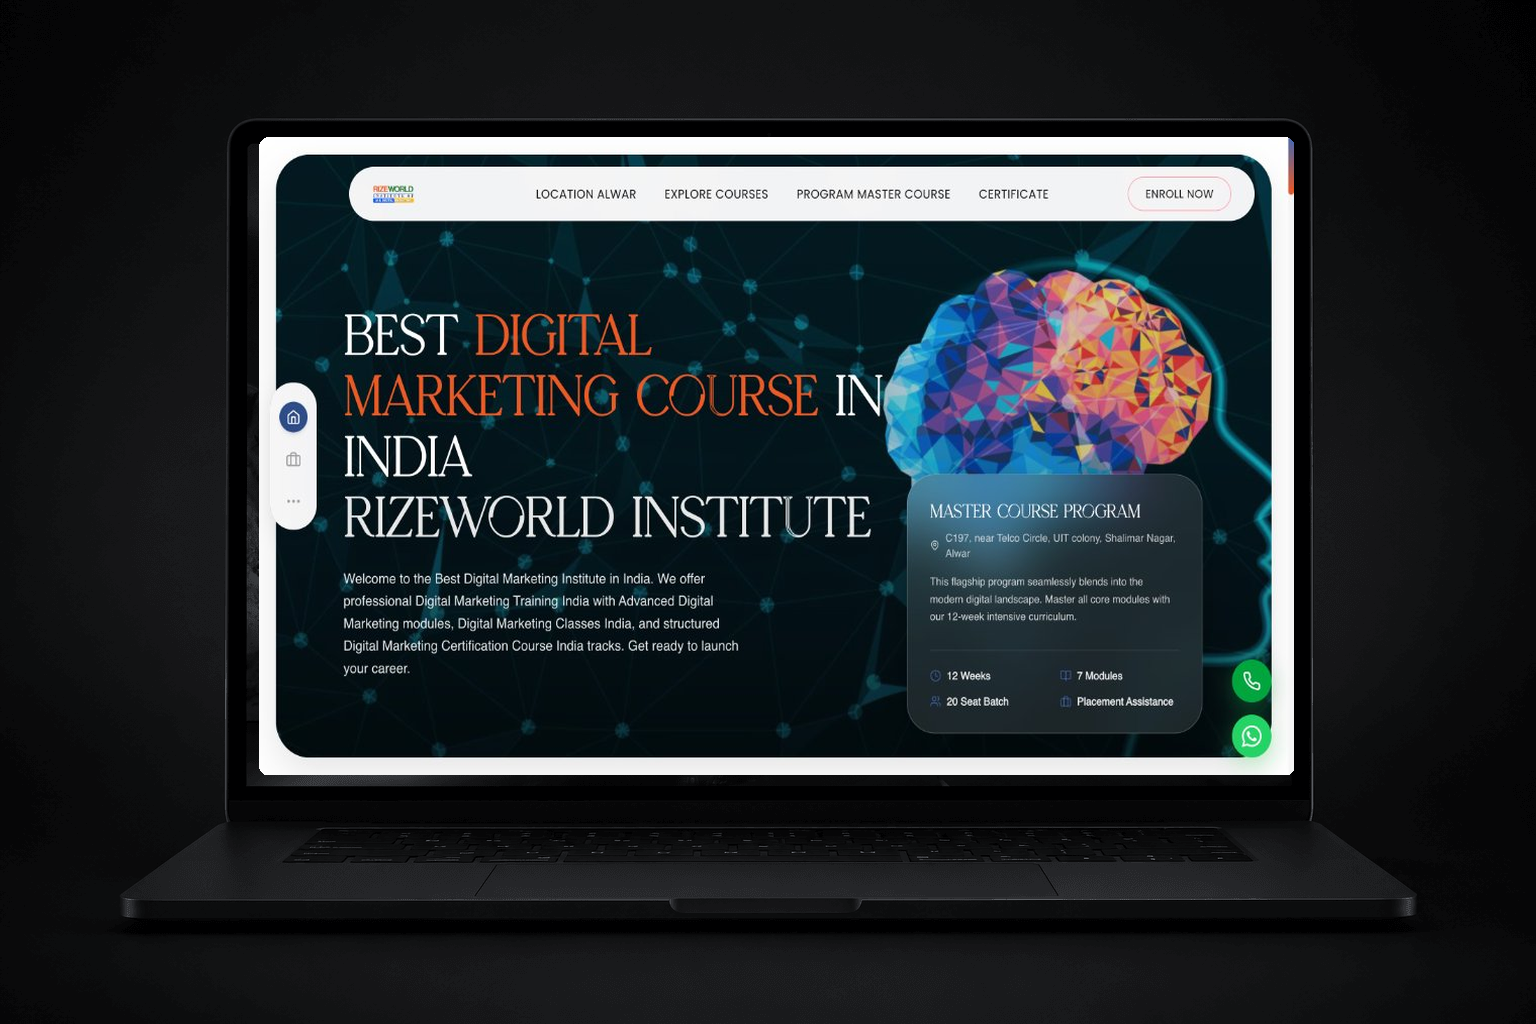 RIZEWORLD
LOCATION ALWAR
EXPLORE COURSES
PROGRAM MASTER COURSE
CERTIFICATE
ENROLL NOW
BEST DIGITAL
MARKETING COURSE IN
INDIA
RIZEWORLD INSTITUTE
Welcome to the Best Digital Marketing Institute in India. We offer
professional Digital Marketing Training India with Advanced Digital
Marketing modules, Digital Marketing Classes India, and structured
Digital Marketing Certification Course India tracks. Get ready to launch
your career.
MASTER COURSE PROGRAM
C197, near Telco Circle, UIT colony, Shalimar Nagar,
Alwar
This flagship program seamlessly blends into the
modern digital landscape. Master all core modules with
our 12-week intensive curriculum.
12 Weeks
7 Modules
20 Seat Batch
Placement Assistance